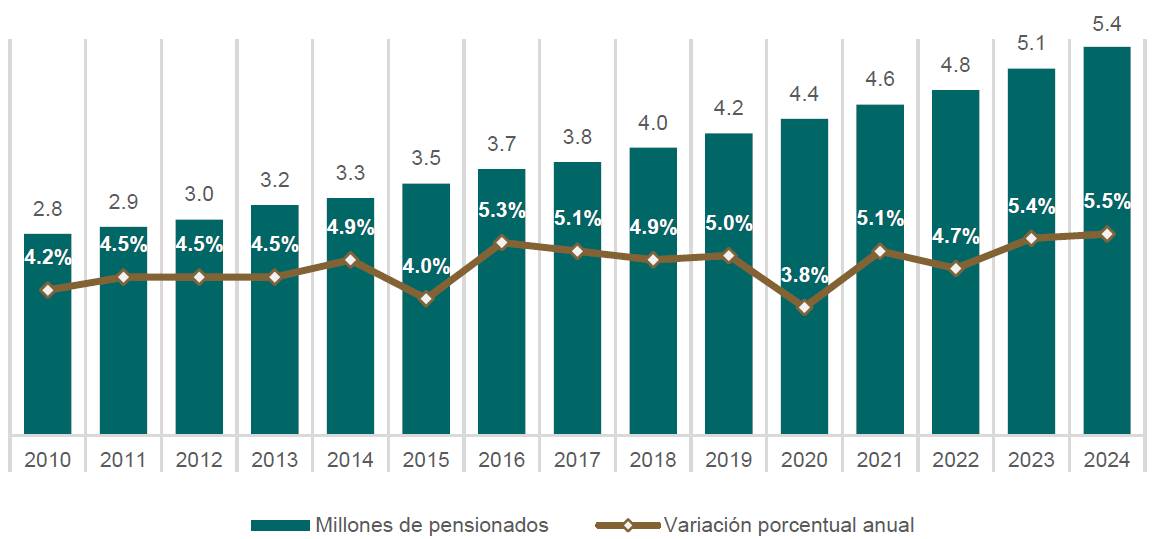 2.8 2.9 3.0 3.2 3.3 3.5 3.7 3.8 4.0 4.2 4.4 4.6 4.8 5.1 5.4
4.2% 4.5% 4.5% 4.5% 4.9% 4.0% 5.3% 5.1% 4.9% 5.0% 3.8% 5.1% 4.7% 5.4% 5.5%
2010 2011 2012 2013 2014 2015 2016 2017 2018 2019 2020 2021 2022 2023 2024
Millones de pensionados Variación porcentual anual